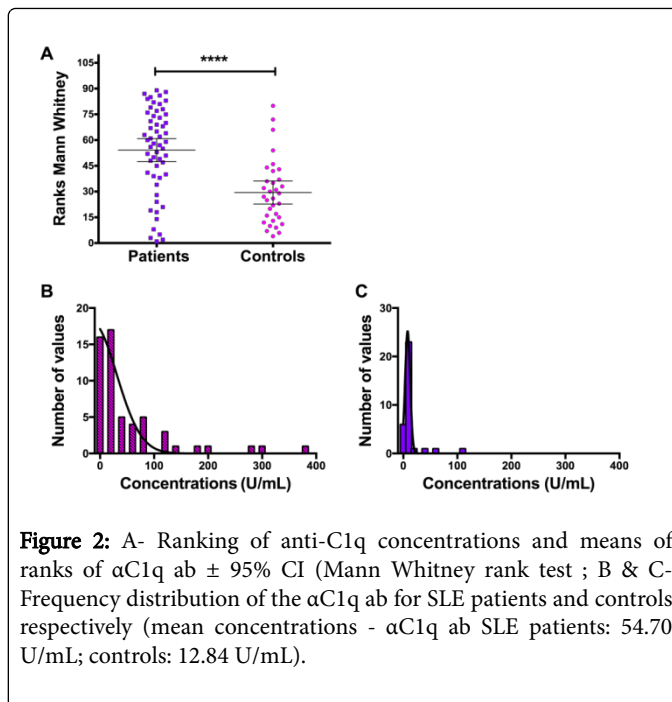 A
****
Ranks Mann Whitney
105
90
75
60
45
30
15
0
Patients
Controls
B
Number of values
20
15
10
5
0
0
100
200
300
400
Concentrations (U/mL)
C
Number of values
30
20
10
0
0
100
200
300
400
Concentrations (U/mL)
Figure 2: A- Ranking of anti-C1q concentrations and means of
ranks of αC1q ab ± 95% CI (Mann Whitney rank test ; B & C-
Frequency distribution of the αC1q ab for SLE patients and controls
respectively (mean concentrations - αC1q ab SLE patients: 54.70
U/mL; controls: 12.84 U/mL).